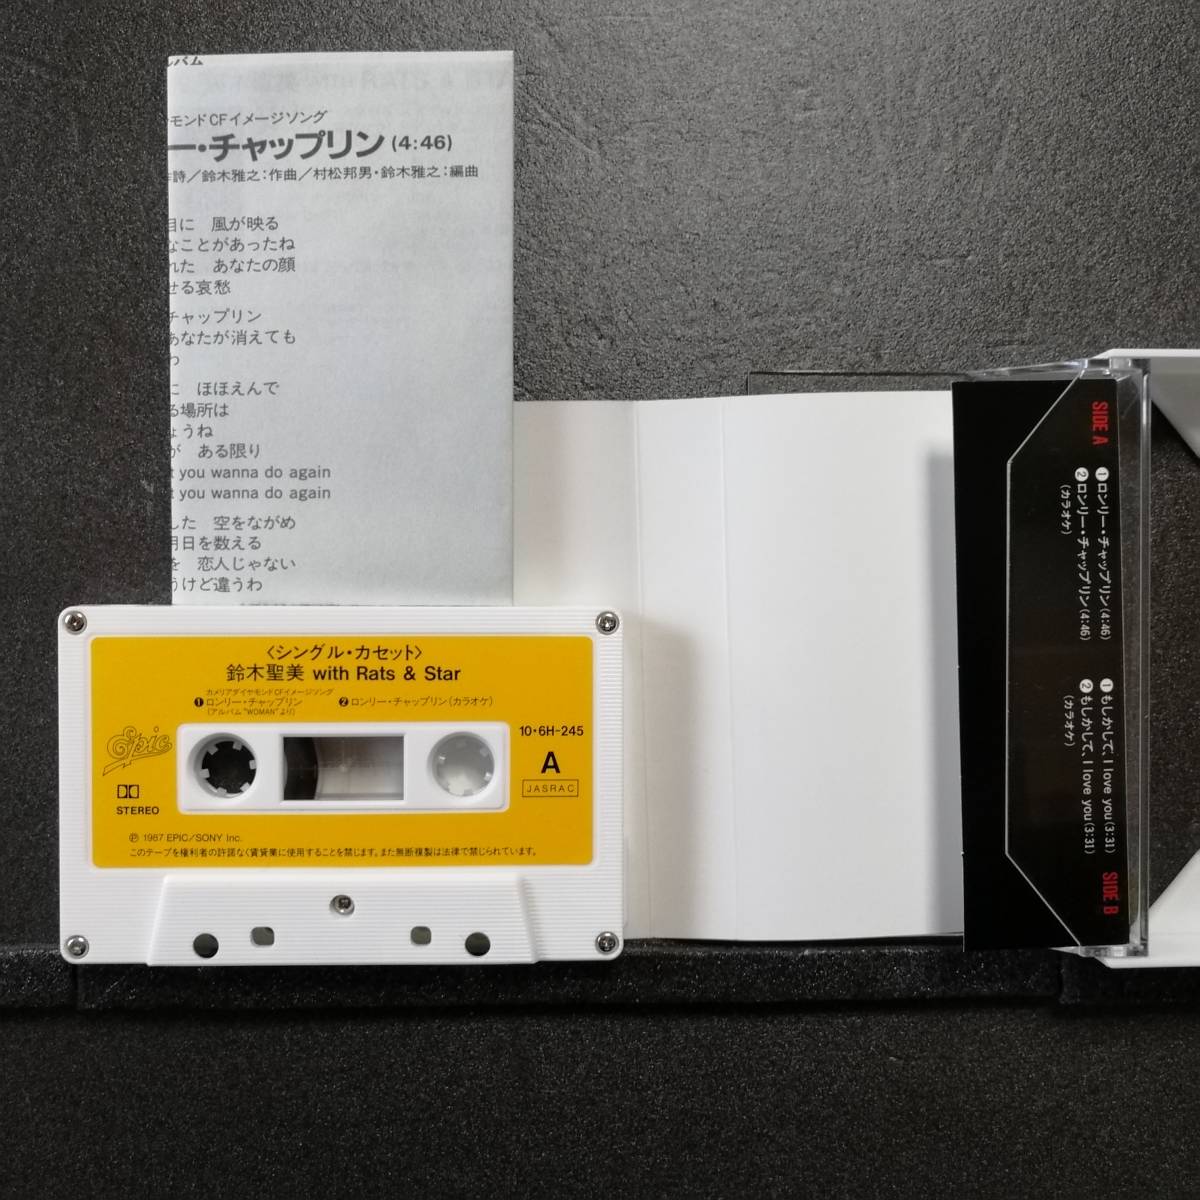 ルバム
モンドCFイメージソング
ー・チャップリン(4:46)
詩／鈴木雅之：作曲／村松邦男・鈴木雅之：編曲
目に 風が映る
なことがあったね
れた あなたの顔
せる哀愁
チャップリン
あなたが消えても
わ
に ほほえんで
る場所は
ょうね
が ある限り
t you wanna do again
t you wanna do again
した 空をながめ
明日を数える
を 恋人じゃない
うけど違うわ
〈シングル・カセット〉
鈴木聖美 with Rats & Star
カメリアダイヤモンドCFイメージソング
❶ロンリー・チャップリン
(アルバム"WOMAN"より)
❷ロンリー・チャップリン(カラオケ)
Epic
10・6H-245
A
JASRAC
STEREO
Ⓟ 1987 EPIC／SONY Inc.
このテープを権利者の許諾なく賃貸業に使用することを禁じます。また無断複製は法律で禁じられています。
SIDE A
❶ロンリー・チャップリン(4:46)
❷ロンリー・チャップリン(4:46)
(カラオケ)
❶もしかして、I love you(3:31)
❷もしかして、I love you(3:31)
(カラオケ)
SIDE B